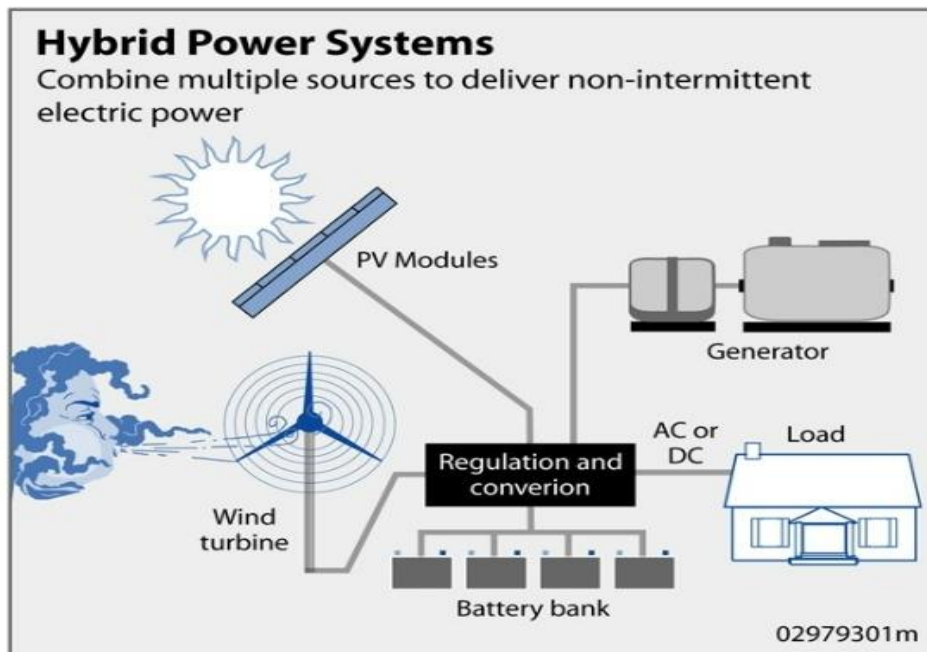 Hybrid Power Systems
Combine multiple sources to deliver non-intermittent
electric power
PV Modules
Generator
AC or
DC
Load
Regulation and
converion
Wind
turbine
Battery bank
02979301m